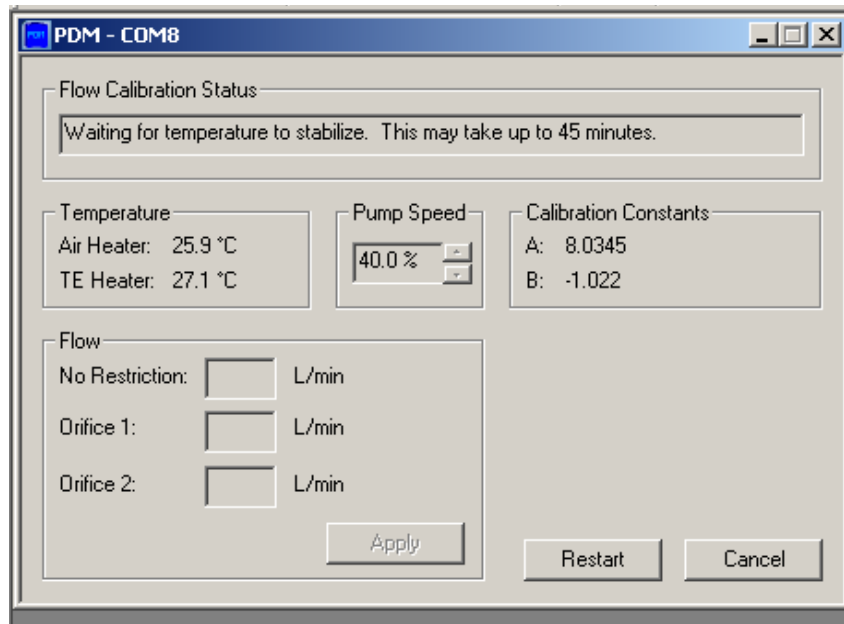 PDM - COM8
Flow Calibration Status
Waiting for temperature to stabilize. This may take up to 45 minutes.
Temperature
Air Heater: 25.9 °C
TE Heater: 27.1 °C
Pump Speed
40.0 %
Calibration Constants
A: 8.0345
B: -1.022
Flow
No Restriction: L/min
Orifice 1: L/min
Orifice 2: L/min
Apply
Restart
Cancel